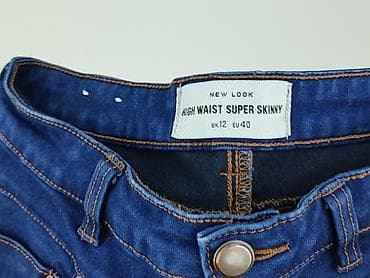 NEW LOOK
HIGH WAIST SUPER SKINNY
UK12 EU40